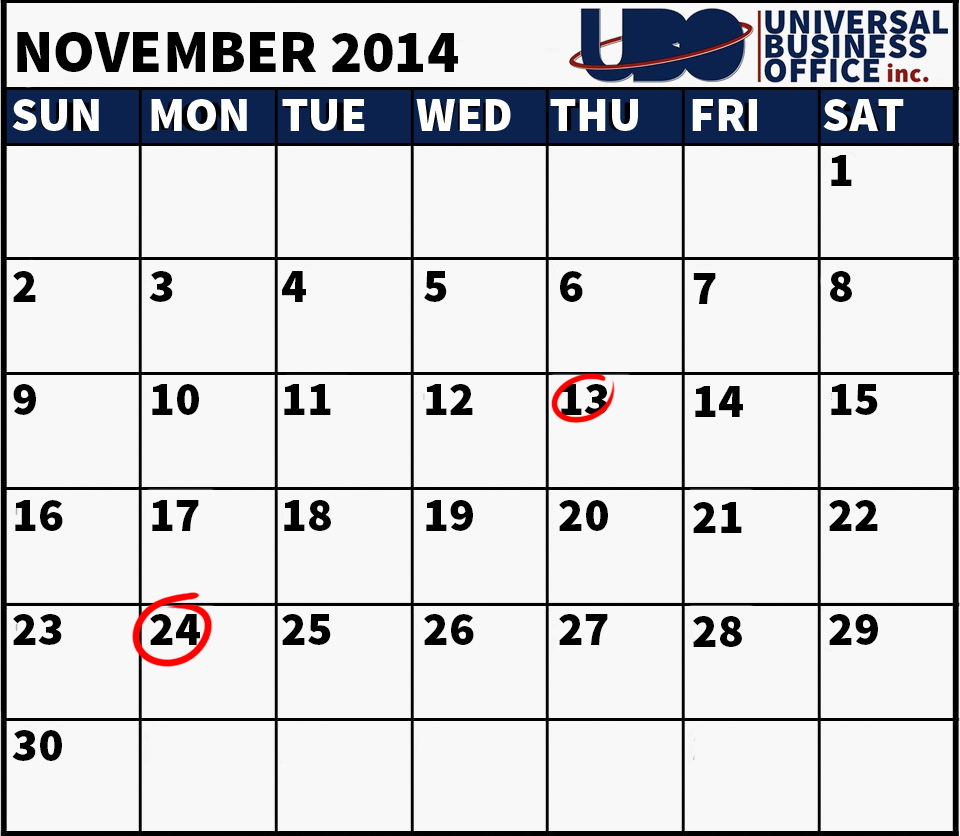 NOVEMBER 2014
UBO
UNIVERSAL
BUSINESS
OFFICE inc.
SUN MON TUE WED THU FRI SAT
1
2 3 4 5 6 7 8
9 10 11 12 13 14 15
16 17 18 19 20 21 22
23 24 25 26 27 28 29
30